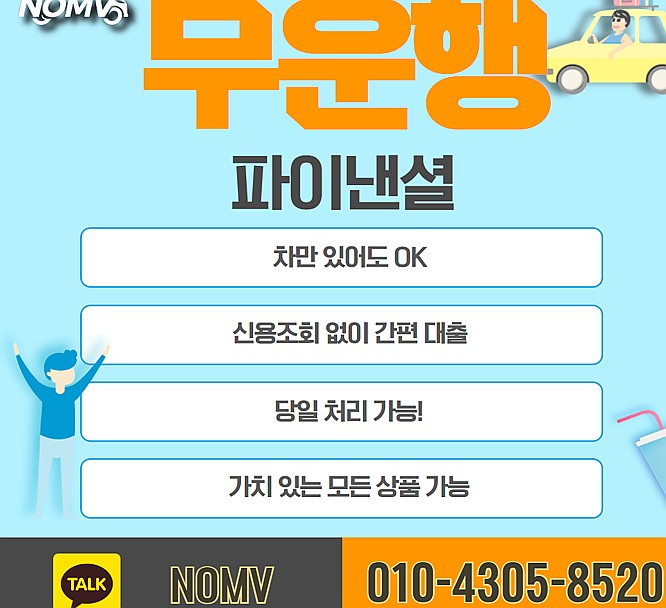 NOMV
무운행
파이낸셜
차만 있어도 OK
신용조회 없이 간편 대출
당일 처리 가능!
가치 있는 모든 상품 가능
TALK
NOMV
010-4305-8520